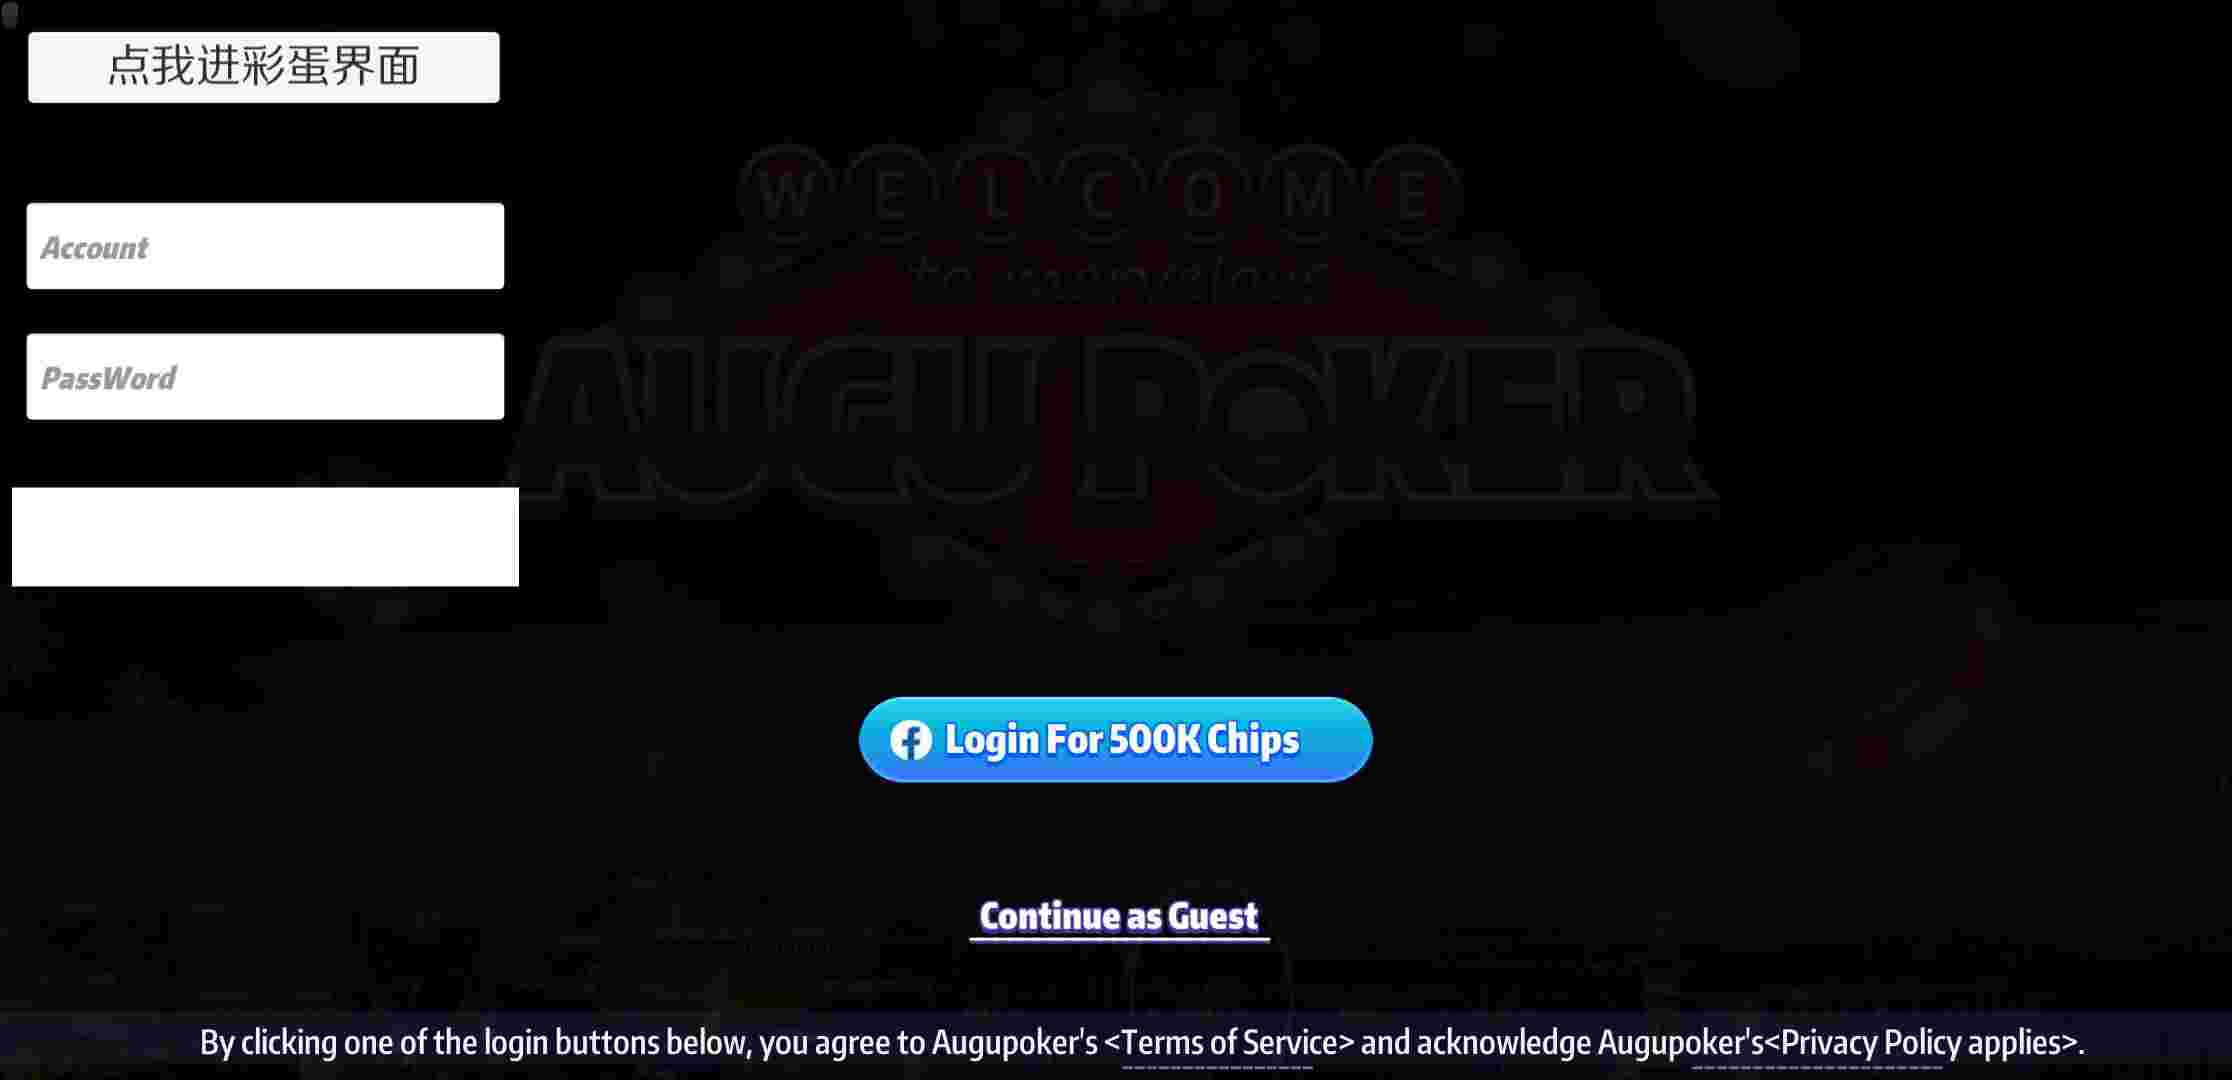 点我进彩蛋界面
Account
PassWord
WELCOME
AUGU POKER
Login For 500K Chips
Continue as Guest
By clicking one of the login buttons below, you agree to Augupoker's <Terms of Service> and acknowledge Augupoker's<Privacy Policy applies>.